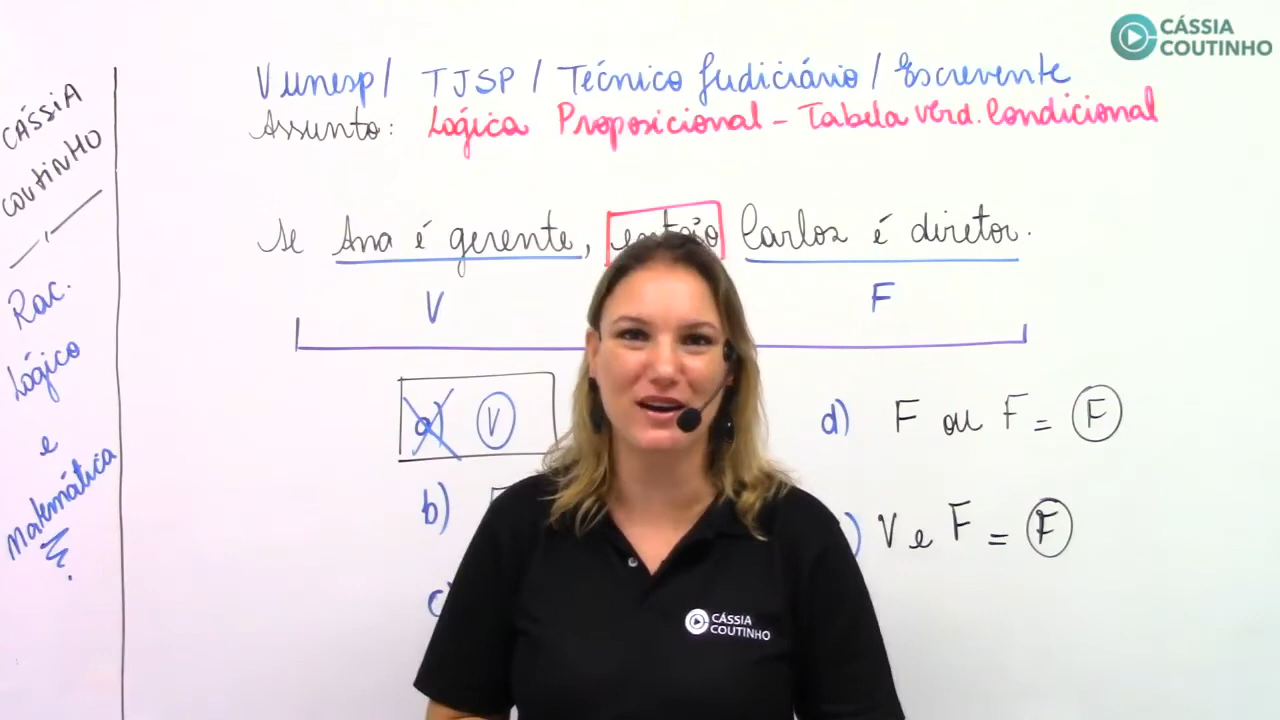 CÁSSIA
COUTINHO
Vunesp / TJSP / Técnico Judiciário / Escrevente
Assunto: Lógica Proposicional - Tabela verd. Condicional
CÁSSIA
COUTINHO
Rac.
Lógico
e
Matemática
Se Ana é gerente, então Carlos é diretor.
V F
a) V
d) F ou F = F
b)
) V e F = F
c)
CÁSSIA
COUTINHO